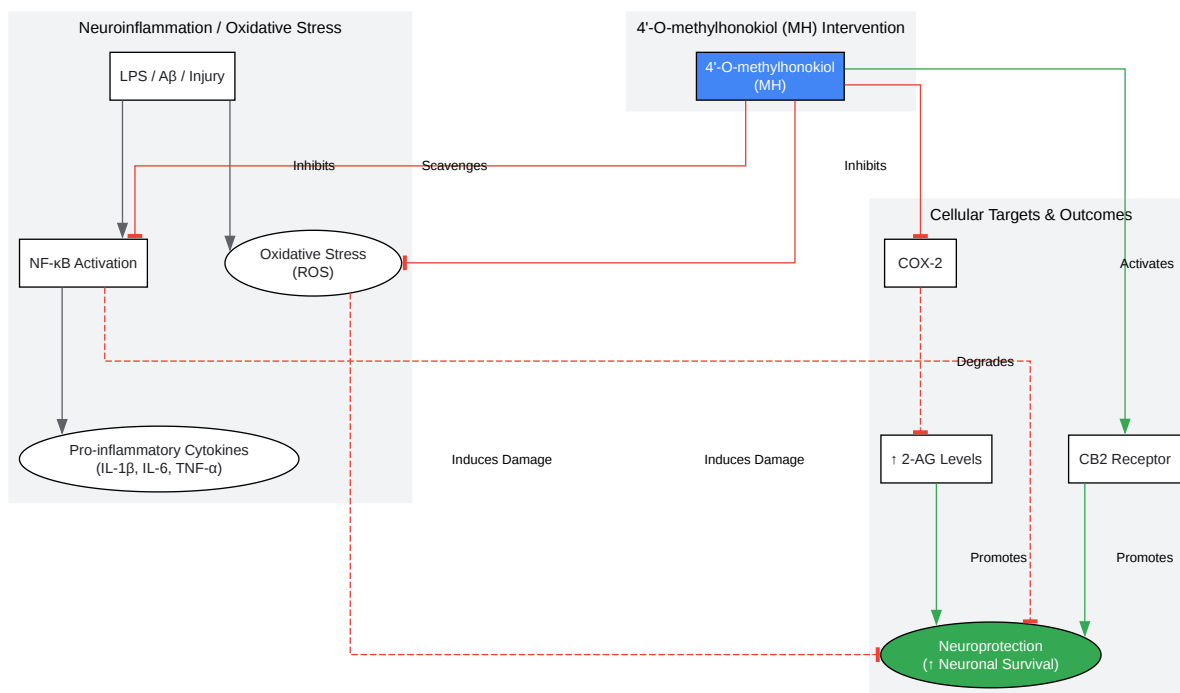 Neuroinflammation / Oxidative Stress
4'-O-methylhonokiol (MH) Intervention
LPS / Aβ / Injury
4'-O-methylhonokiol
(MH)
Inhibits
Scavenges
Inhibits
Cellular Targets & Outcomes
NF-κB Activation
Oxidative Stress
(ROS)
COX-2
Activates
Degrades
Pro-inflammatory Cytokines
(IL-1β, IL-6, TNF-α)
Induces Damage
Induces Damage
↑ 2-AG Levels
CB2 Receptor
Promotes
Promotes
Neuroprotection
(↑ Neuronal Survival)